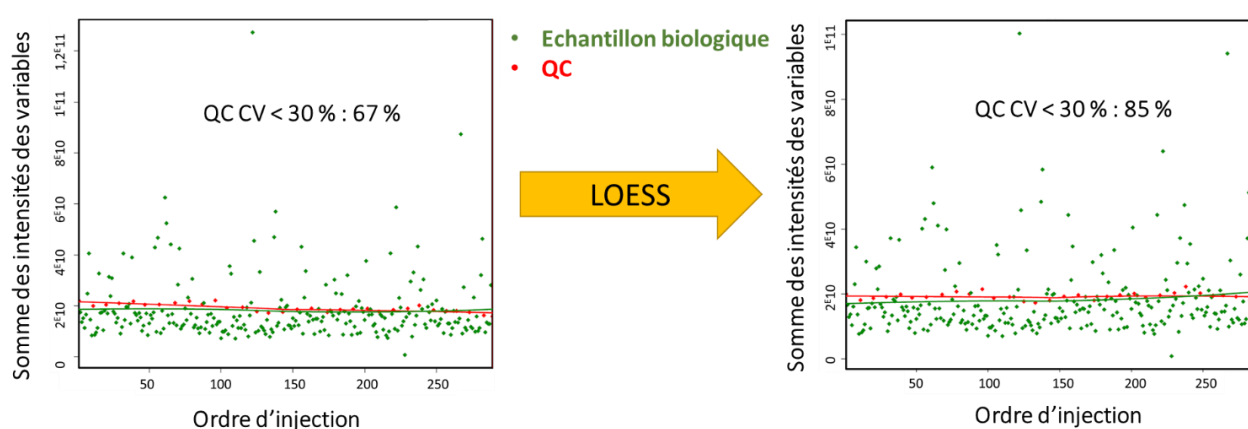 Somme des intensités des variables
1,2E11
1E11
8E10
6E10
4E10
2E10
0
QC CV < 30 % : 67 %
50
100
150
200
250
Ordre d’injection
Echantillon biologique
QC
LOESS
Somme des intensités des variables
1E11
8E10
6E10
4E10
2E10
0
QC CV < 30 % : 85 %
50
100
150
200
250
Ordre d’injection